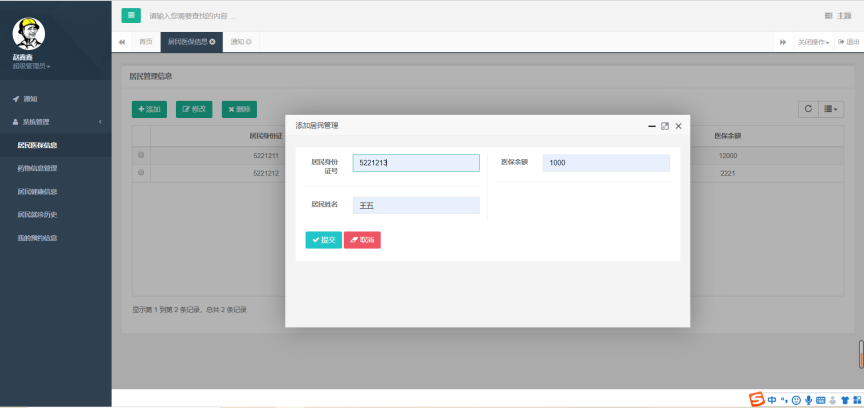 请输入您需要查找的内容 ...
主题
首页
居民医保信息
通知
关闭操作
退出
赵鑫鑫
超级管理员
通知
系统管理
居民医保信息
药物信息管理
居民健康信息
居民就诊历史
我的预约信息
居民管理信息
添加
修改
删除
居民身份证
医保余额
5221211
12000
5221212
2221
显示第 1 到第 2 条记录，总共 2 条记录
添加居民管理
居民身份证号
5221213
医保余额
1000
居民姓名
王五
提交
取消
中